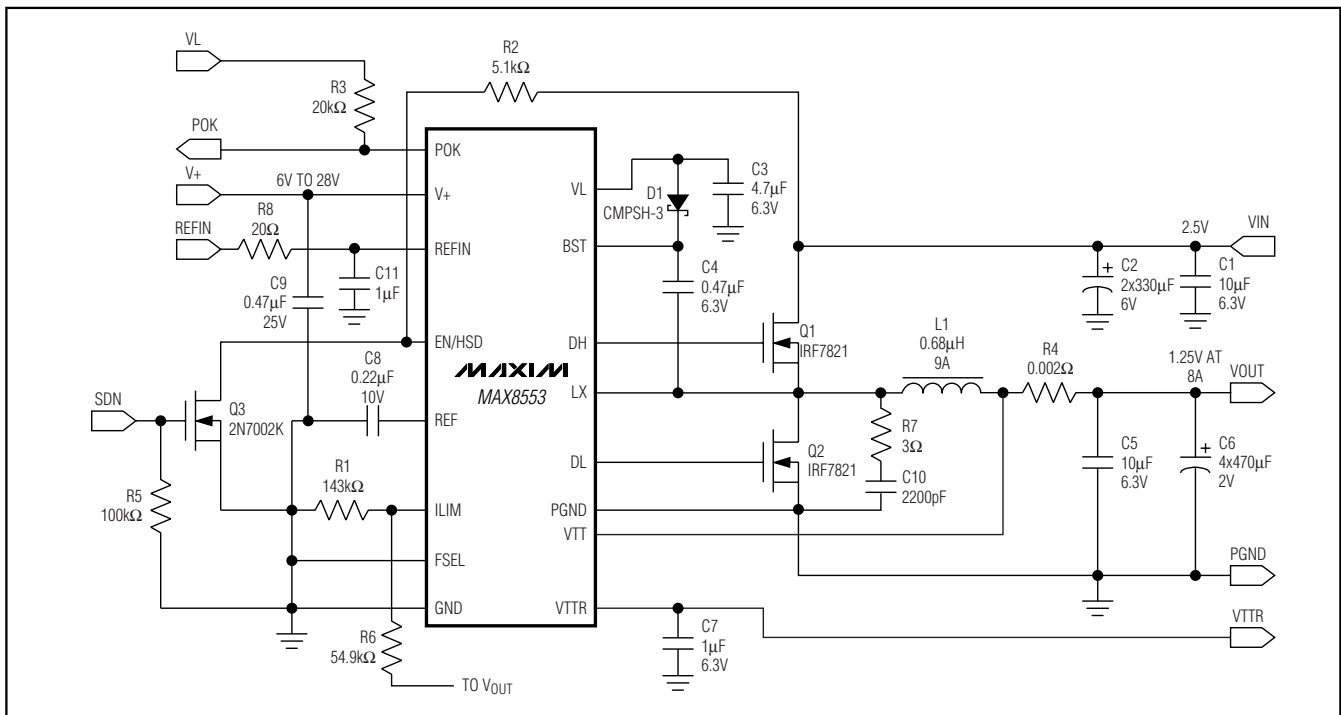 VL
R3
20kΩ
R2
5.1kΩ
POK
POK
V+
6V TO 28V
V+
REFIN
R8
20Ω
REFIN
C11
1µF
C9
0.47µF
25V
EN/HSD
MAXIM
MAX8553
C8
0.22µF
10V
REF
SDN
Q3
2N7002K
R5
100kΩ
R1
143kΩ
ILIM
FSEL
GND
R6
54.9kΩ
TO VOUT
VL
D1
CMPSH-3
C3
4.7µF
6.3V
BST
C4
0.47µF
6.3V
2.5V
VIN
C2
2x330µF
6V
+
C1
10µF
6.3V
DH
Q1
IRF7821
L1
0.68µH
9A
R4
0.002Ω
1.25V AT
8A
VOUT
LX
R7
3Ω
Q2
IRF7821
DL
C10
2200pF
C5
10µF
6.3V
+
C6
4x470µF
2V
PGND
VTT
PGND
VTTR
C7
1µF
6.3V
VTTR